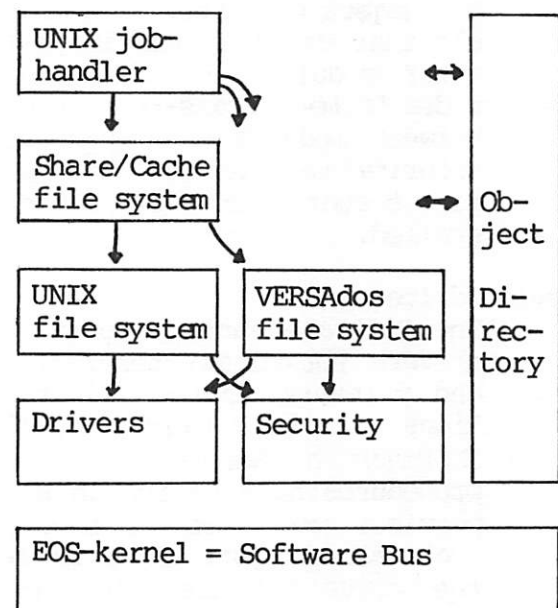 UNIX job-
handler
Share/Cache
file system
Ob-
ject
Di-
rec-
tory
UNIX
file system
VERSAdos
file system
Drivers
Security
EOS-kernel = Software Bus